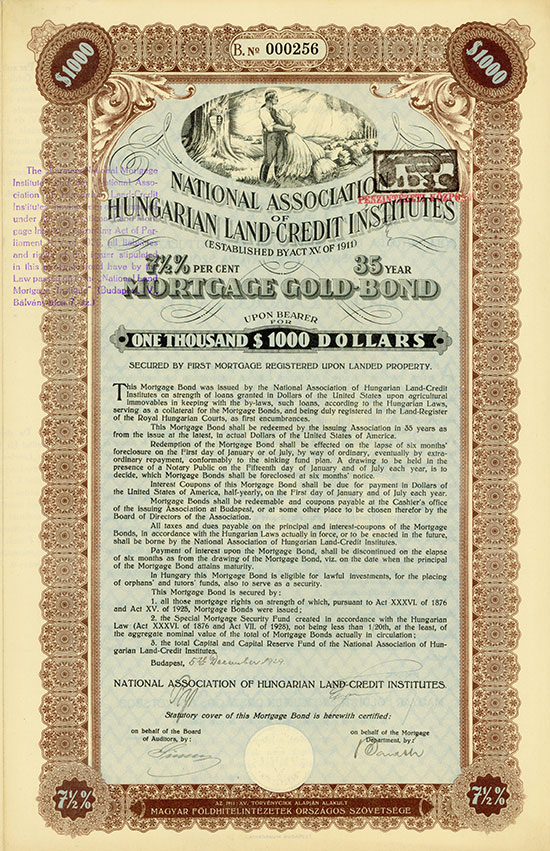 $1000
B. No 000256
$1000
NATIONAL ASSOCIATION
OF
HUNGARIAN LAND-CREDIT INSTITUTES
(ESTABLISHED BY ACT XV. OF 1911)
7½% PER CENT 35 YEAR
MORTGAGE GOLD-BOND
UPON BEARER
FOR
ONE THOUSAND $ 1000 DOLLARS
SECURED BY FIRST MORTGAGE REGISTERED UPON LANDED PROPERTY.
This Mortgage Bond was issued by the National Association of Hungarian Land-Credit
Institutes on strength of loans granted in Dollars of the United States upon agricultural
Immovables in keeping with the by-laws, such loans, according to the Hungarian Laws,
serving as a collateral for the Mortgage Bonds, and being duly registered in the Land-Register
of the Royal Hungarian Courts, as first encumbrances.
This Mortgage Bond shall be redeemed by the issuing Association in 35 years as
from the issue at the latest, in actual Dollars of the United States of America.
Redemption of the Mortgage Bond shall be effected on the lapse of six months'
foreclosure on the First day of January or of July, by way of ordinary, eventually by extra-
ordinary repayment, conformably to the sinking fund plan. A drawing to be held in the
presence of a Notary Public on the Fifteenth day of January and of July each year, is to
decide, which Mortgage Bonds shall be foreclosed at six months' notice.
Interest Coupons of this Mortgage Bond shall be due for payment in Dollars of
the United States of America, half-yearly, on the First day of January and of July each year.
Mortgage Bonds shall be redeemable and coupons payable at the Cashier's office
of the issuing Association at Budapest, or at some other place to be chosen therefor by the
Board of Directors of the Association.
All taxes and dues payable on the principal and interest-coupons of the Mortgage
Bonds, in accordance with the Hungarian Laws actually in force, or to be enacted in the future,
shall be borne by the National Association of Hungarian Land-Credit Institutes.
Payment of interest upon the Mortgage Bond, shall be discontinued on the elapse
of six months as from the drawing of the Mortgage Bond, viz. on the date when the principal
of the Mortgage Bond attains maturity.
In Hungary this Mortgage Bond is eligible for lawful investments, for the placing
of orphans' and tutors' funds, also to serve as a security.
This Mortgage Bond is secured by:
1. all those mortgage rights on strength of which, pursuant to Act XXXVI. of 1876
and Act XV. of 1925, Mortgage Bonds were issued;
2. the Special Mortgage Security Fund created in accordance with the Hungarian
Law (Act XXXVI. of 1876 and Act VII. of 1925), not being less than 1/20th, at the least, of
the aggregate nominal value of the total of Mortgage Bonds actually in circulation;
3. the total Capital and Capital Reserve Fund of the National Association of Hun-
garian Land-Credit Institutes.
Budapest, 5th December 1929
NATIONAL ASSOCIATION OF HUNGARIAN LAND-CREDIT INSTITUTES.
Statutory cover of this Mortgage Bond is herewith certified:
on behalf of the Board
of Auditors, by:
on behalf of the Mortgage
Department, by:
7½%
AZ 1911: XV. TÖRVÉNYCIKK ALAPJÁN ALAKULT
MAGYAR FÖLDHITELINTÉZETEK ORSZÁGOS SZÖVETSÉGE
7½%